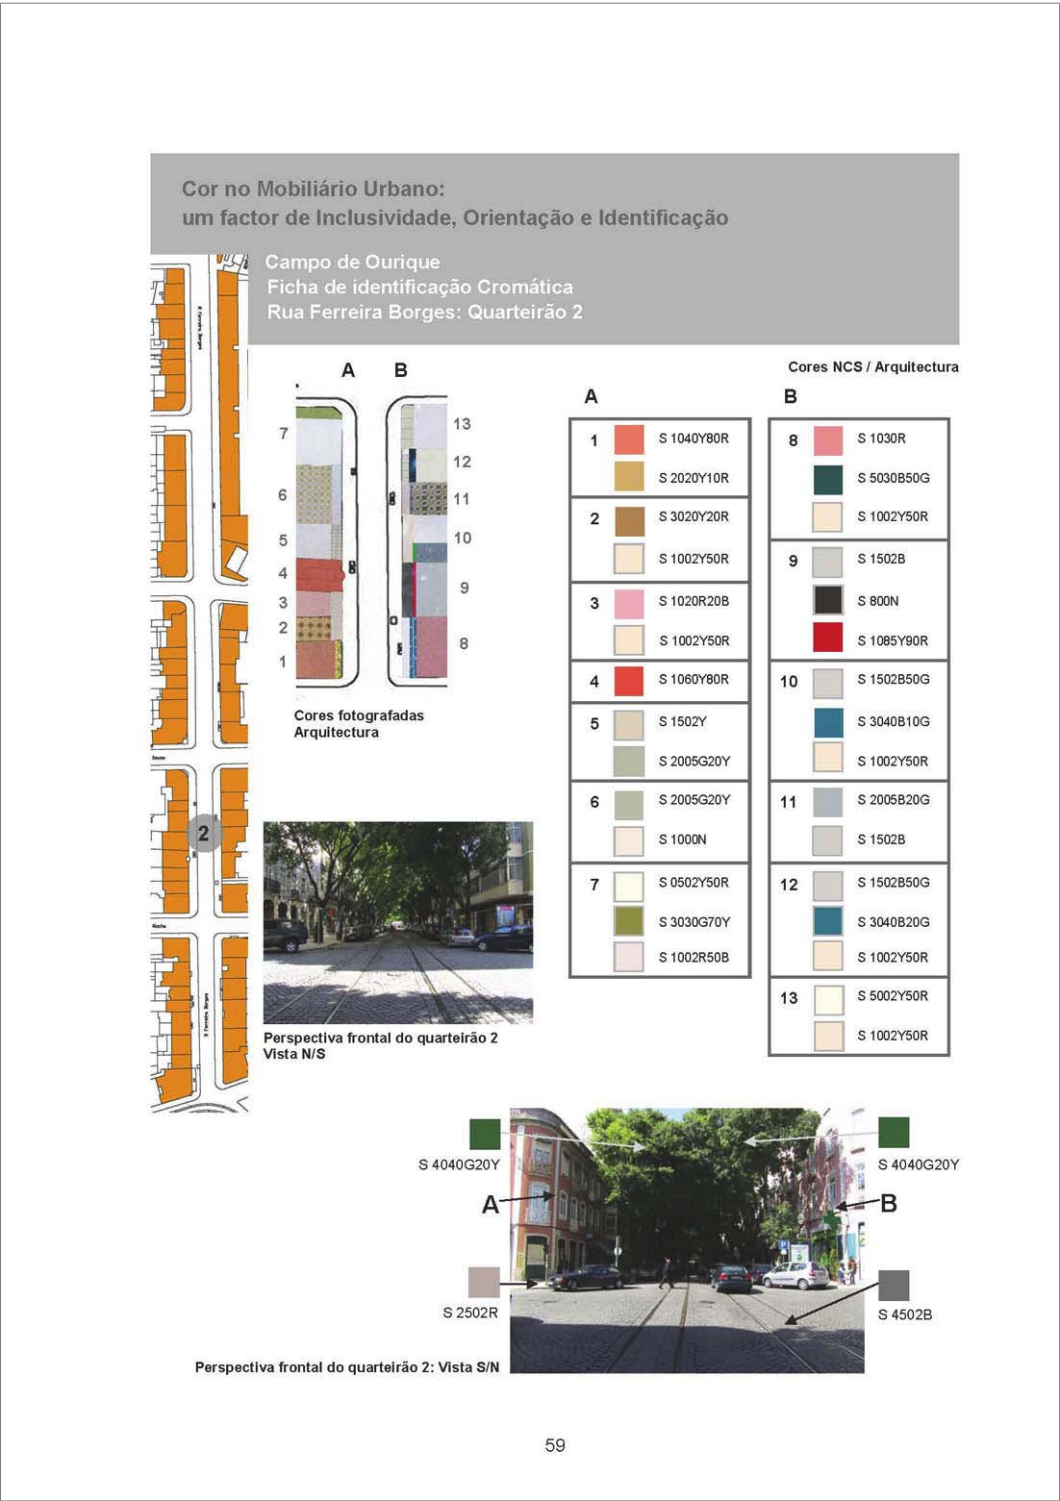 Cor no Mobiliário Urbano:
um factor de Inclusividade, Orientação e Identificação
Campo de Ourique
Ficha de identificação Cromática
Rua Ferreira Borges: Quarteirão 2
R Ferreira Borges
A B
7
6
5
4
3
2
1
13
12
11
10
9
8
Cores fotografadas
Arquitectura
2
R Ferreira Borges
Perspectiva frontal do quarteirão 2
Vista N/S
Cores NCS / Arquitectura
A
1 S 1040Y80R
S 2020Y10R
2 S 3020Y20R
S 1002Y50R
3 S 1020R20B
S 1002Y50R
4 S 1060Y80R
5 S 1502Y
S 2005G20Y
6 S 2005G20Y
S 1000N
7 S 0502Y50R
S 3030G70Y
S 1002R50B
B
8 S 1030R
S 5030B50G
S 1002Y50R
9 S 1502B
S 800N
S 1085Y90R
10 S 1502B50G
S 3040B10G
S 1002Y50R
11 S 2005B20G
S 1502B
12 S 1502B50G
S 3040B20G
S 1002Y50R
13 S 5002Y50R
S 1002Y50R
S 4040G20Y
S 4040G20Y
A
B
P
S 2502R
S 4502B
Perspectiva frontal do quarteirão 2: Vista S/N
59